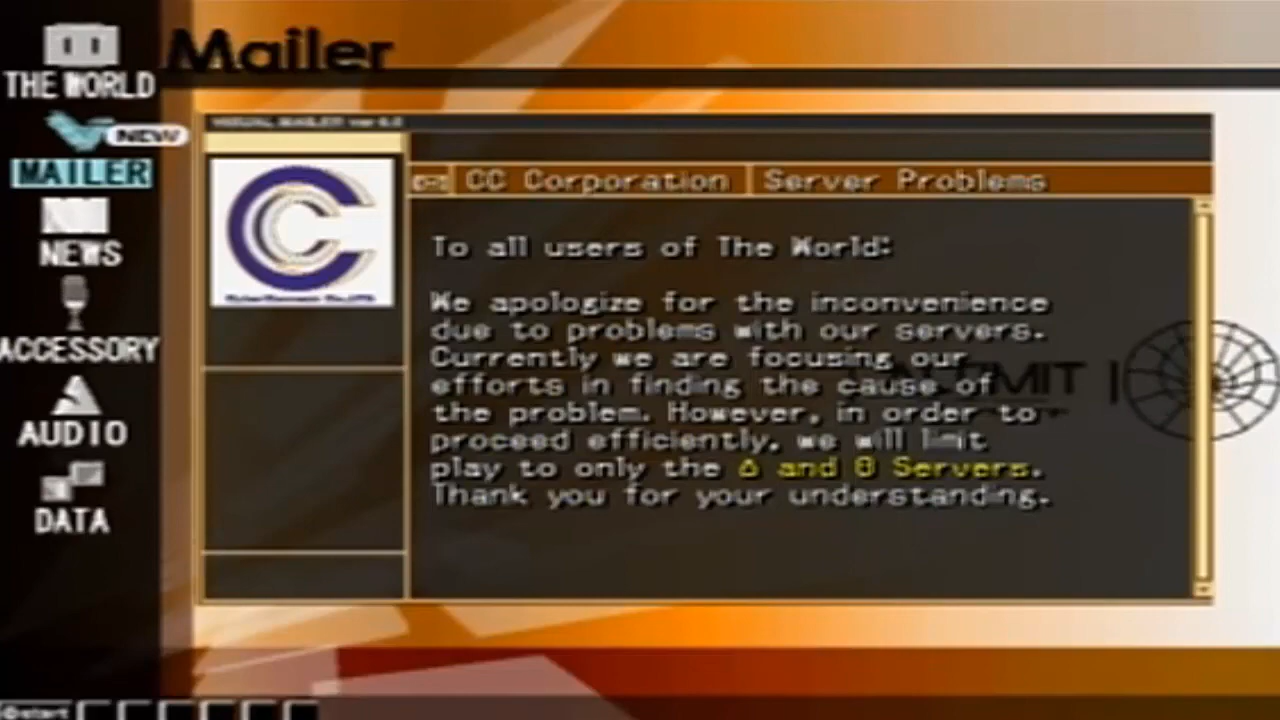 Mailer
THE WORLD
NEW
MAILER
NEWS
ACCESSORY
AUDIO
DATA
CC Corporation
Server Problems
To all users of The World:
We apologize for the inconvenience
due to problems with our servers.
Currently we are focusing our
efforts in finding the cause of
the problem. However, in order to
proceed efficiently, we will limit
play to only the Δ and θ Servers.
Thank you for your understanding.
start